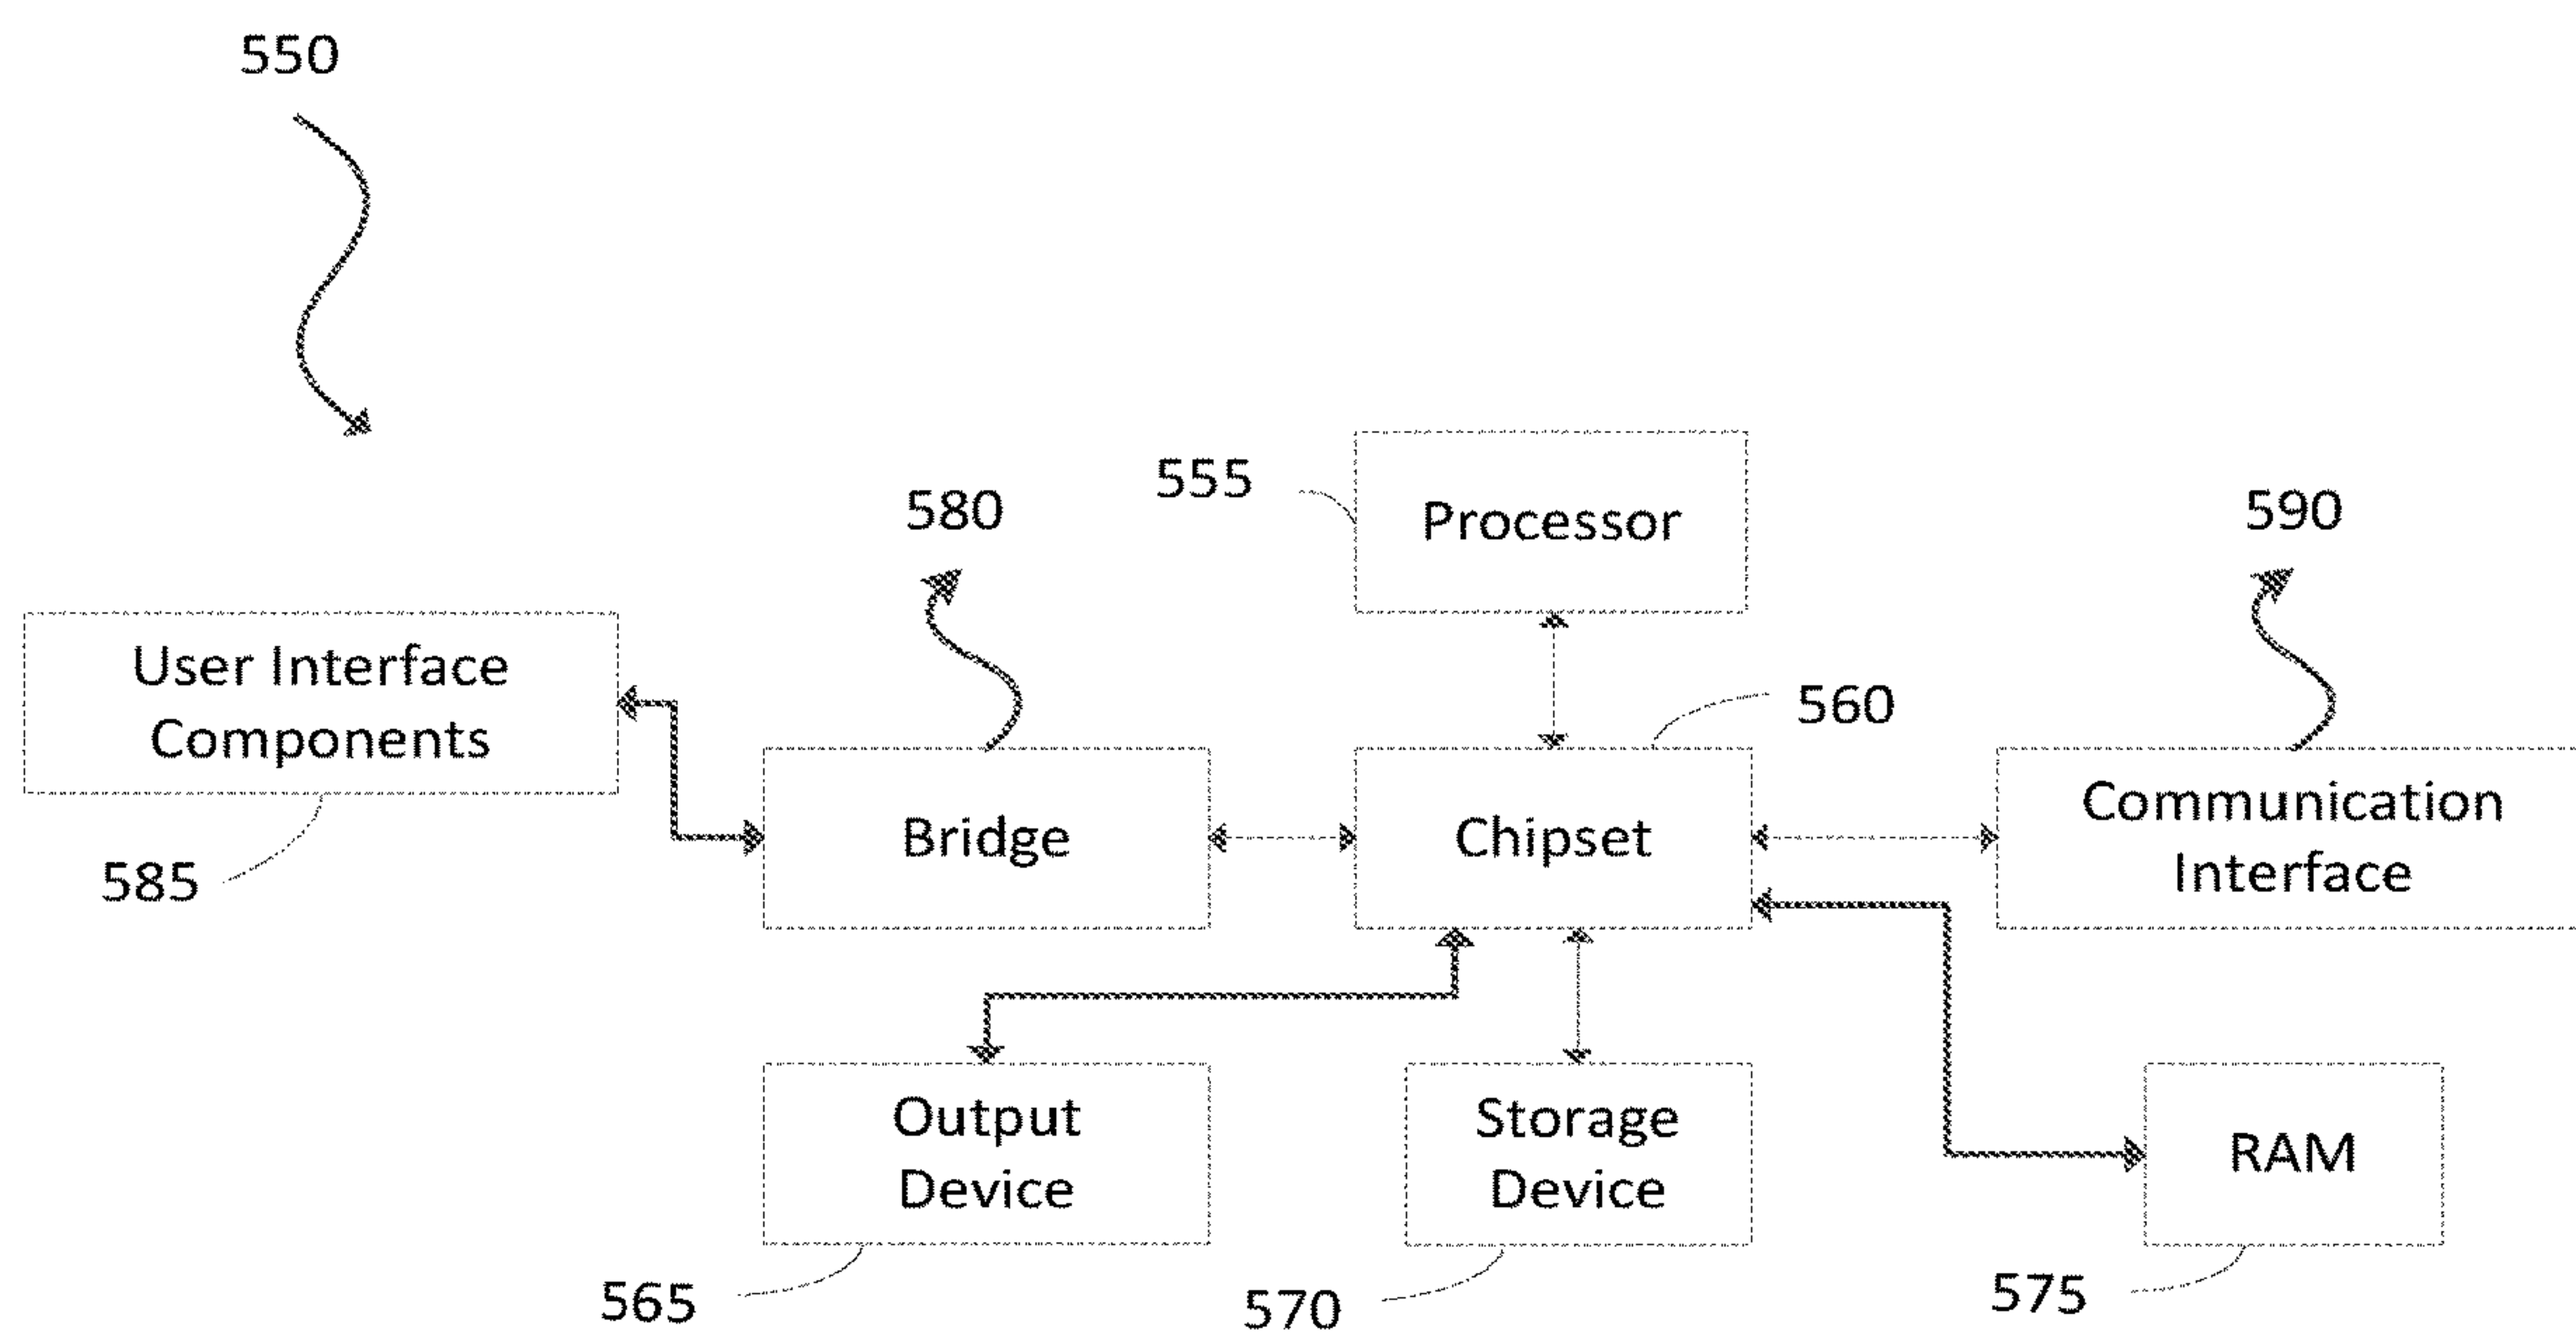 550
555
Processor
580
590
User Interface
Components
560
585
Bridge
Chipset
Communication
Interface
Output
Device
Storage
Device
RAM
565
570
575